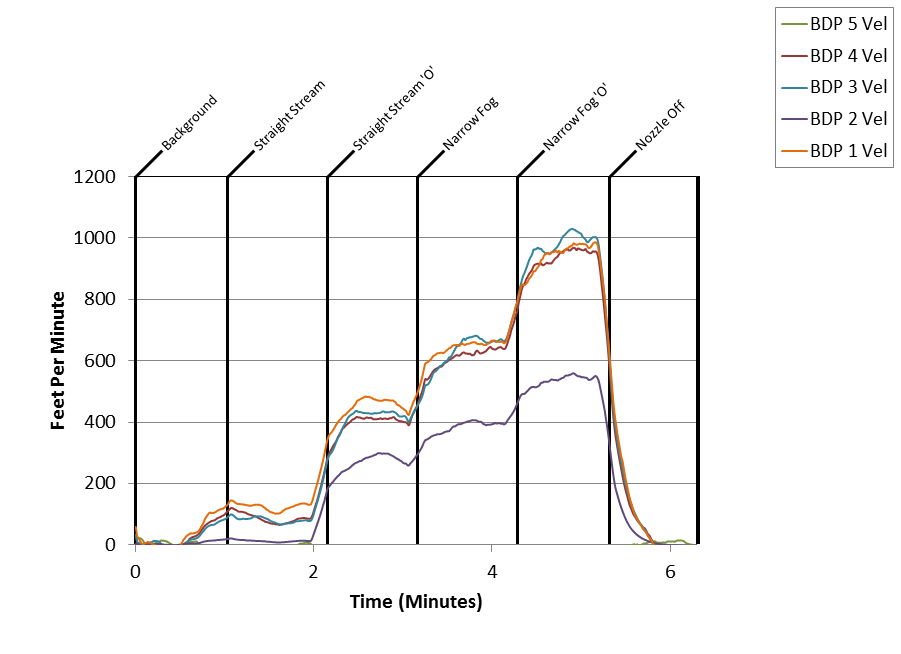 BDP 5 Vel
BDP 4 Vel
BDP 3 Vel
BDP 2 Vel
BDP 1 Vel
Background
Straight Stream
Straight Stream 'O'
Narrow Fog
Narrow Fog 'O'
Nozzle Off
1200
1000
800
600
400
200
0
Feet Per Minute
0 2 4 6
Time (Minutes)